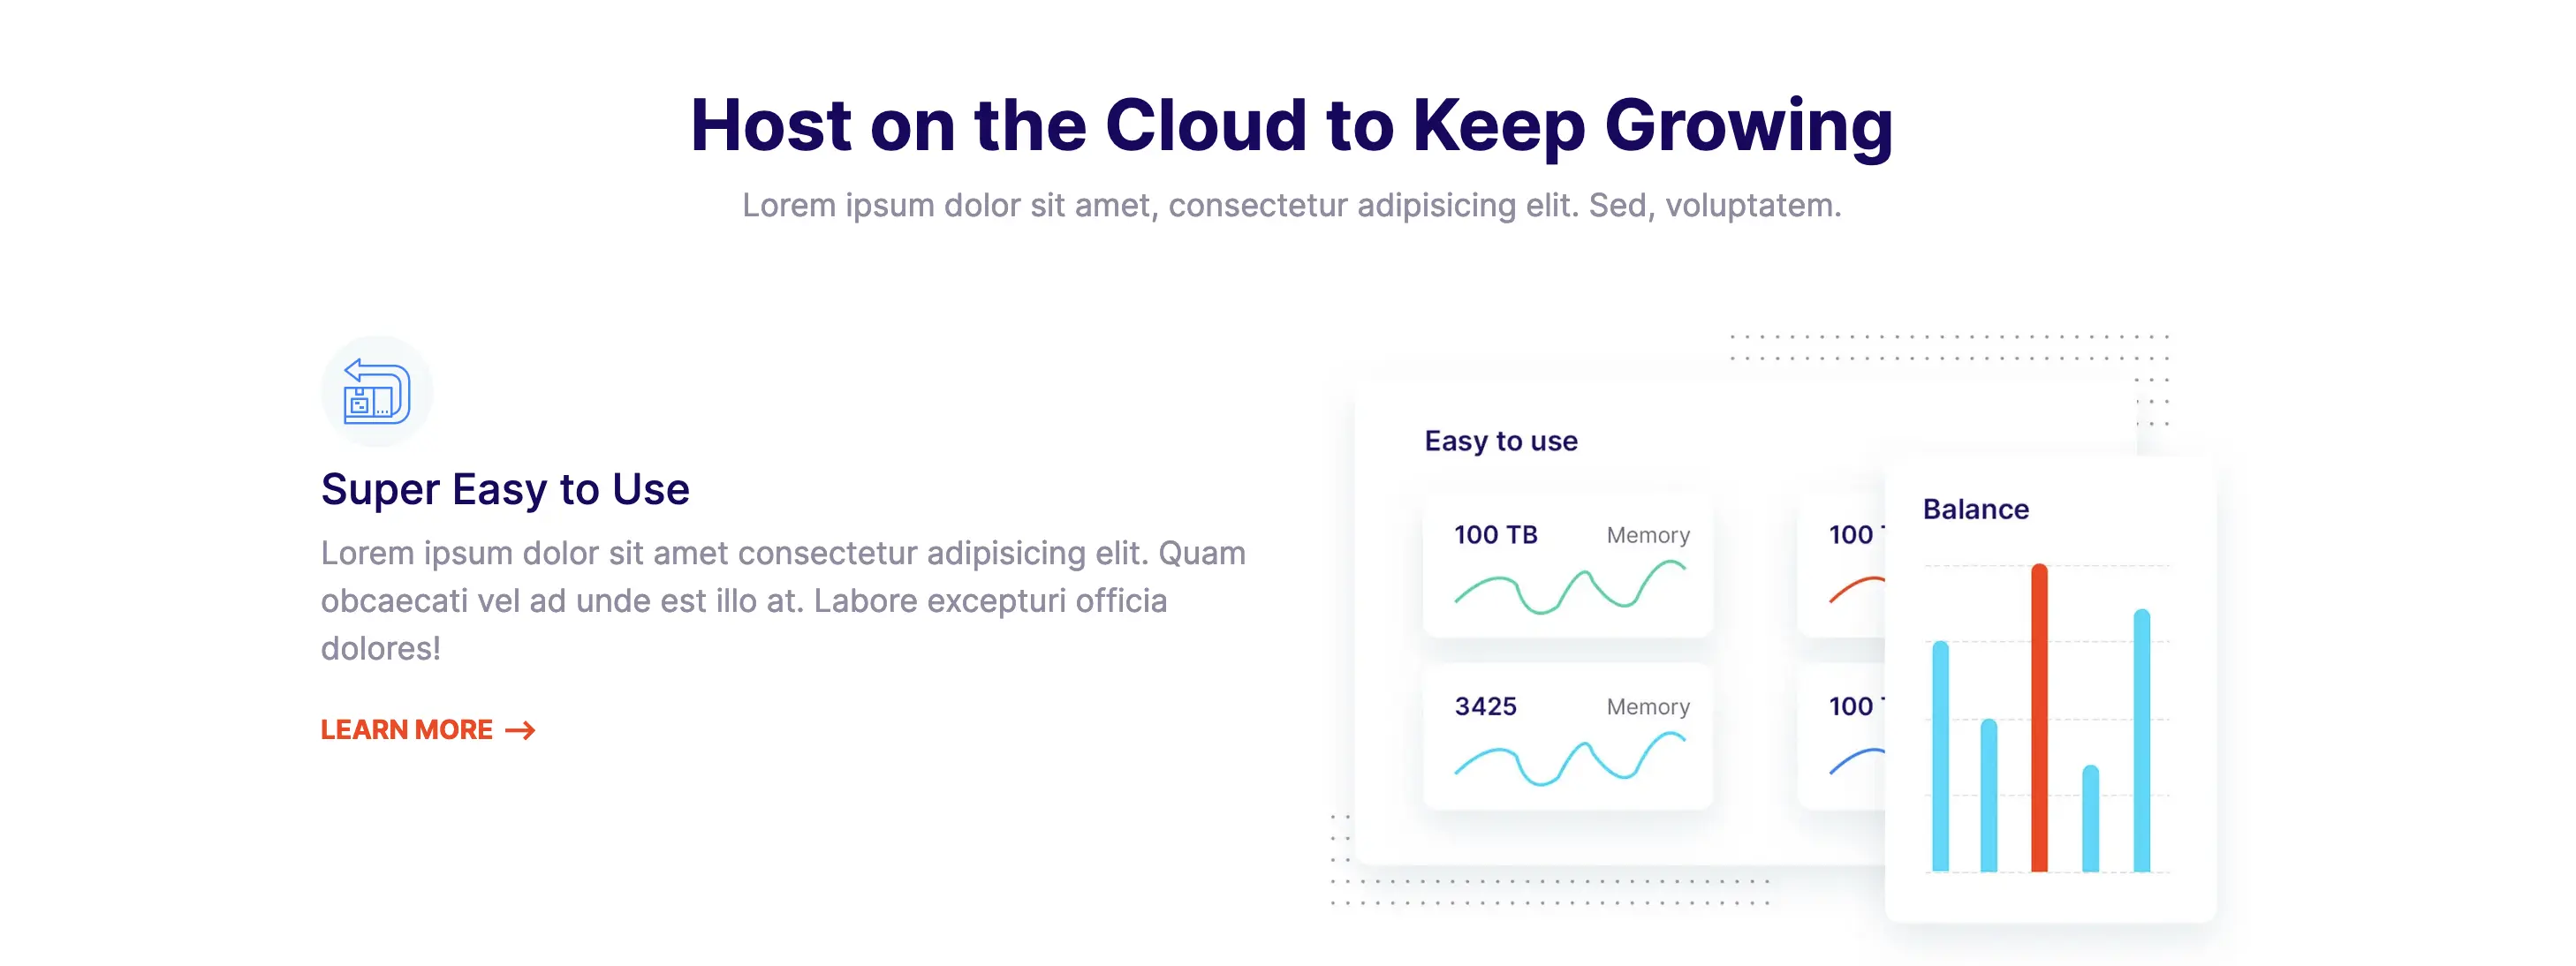 Host on the Cloud to Keep Growing
Lorem ipsum dolor sit amet, consectetur adipisicing elit. Sed, voluptatem.
Super Easy to Use
Lorem ipsum dolor sit amet consectetur adipisicing elit. Quam
obcaecati vel ad unde est illo at. Labore excepturi officia
dolores!
LEARN MORE
Easy to use
100 TB Memory
100
3425 Memory
100
Balance